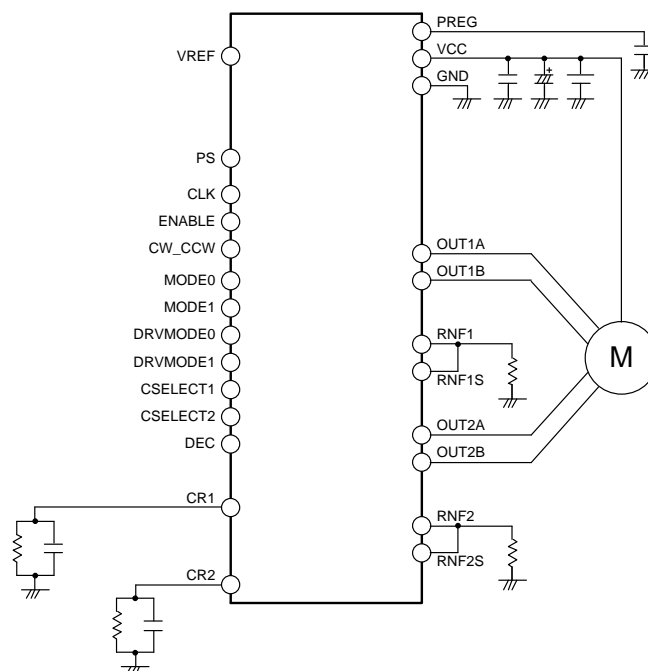 PREG
VREF
VCC
GND
PS
CLK
ENABLE
CW_CCW
OUT1A
MODE0
OUT1B
MODE1
DRVMODE0
RNF1
DRVMODE1
RNF1S
CSELECT1
M
CSELECT2
OUT2A
DEC
OUT2B
CR1
RNF2
RNF2S
CR2
+